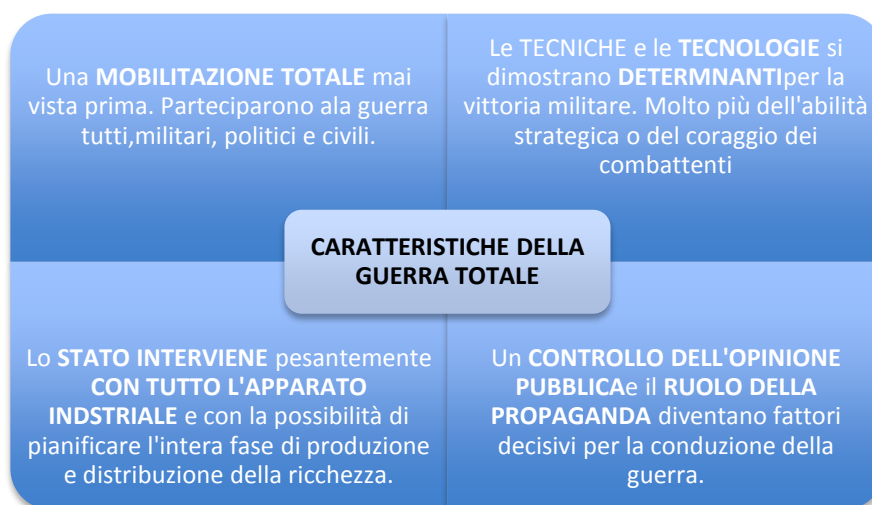 Una MOBILITAZIONE TOTALE mai
vista prima. Parteciparono ala guerra
tutti,militari, politici e civili.
Le TECNICHE e le TECNOLOGIE si
dimostrano DETERMNANTIper la
vittoria militare. Molto più dell'abilità
strategica o del coraggio dei
combattenti
CARATTERISTICHE DELLA
GUERRA TOTALE
Lo STATO INTERVIENE pesantemente
CON TUTTO L'APPARATO
INDSTRIALE e con la possibilità di
pianificare l'intera fase di produzione
e distribuzione della ricchezza.
Un CONTROLLO DELL'OPINIONE
PUBBLICAe il RUOLO DELLA
PROPAGANDA diventano fattori
decisivi per la conduzione della
guerra.